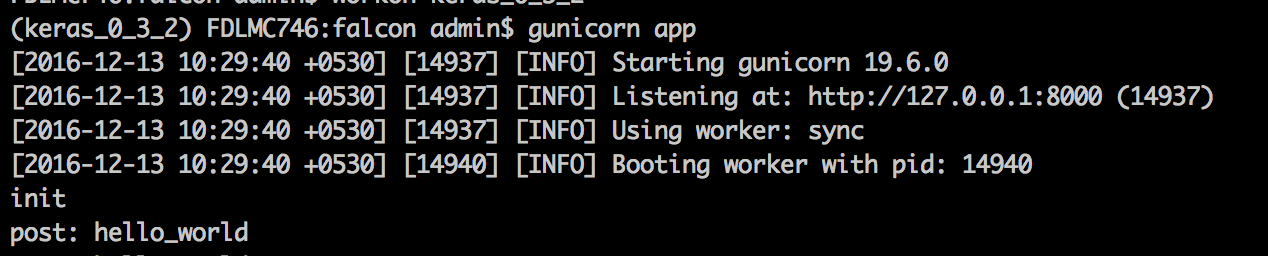 (keras_0_3_2) FDLMC746:falcon admin$ gunicorn app
[2016-12-13 10:29:40 +0530] [14937] [INFO] Starting gunicorn 19.6.0
[2016-12-13 10:29:40 +0530] [14937] [INFO] Listening at: http://127.0.0.1:8000 (14937)
[2016-12-13 10:29:40 +0530] [14937] [INFO] Using worker: sync
[2016-12-13 10:29:40 +0530] [14940] [INFO] Booting worker with pid: 14940
init
post: hello_world